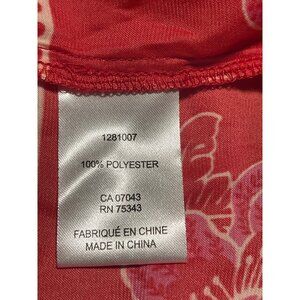 1281007
100% POLYESTER
CA 07043
RN 75343
FABRIQUÉ EN CHINE
MADE IN CHINA